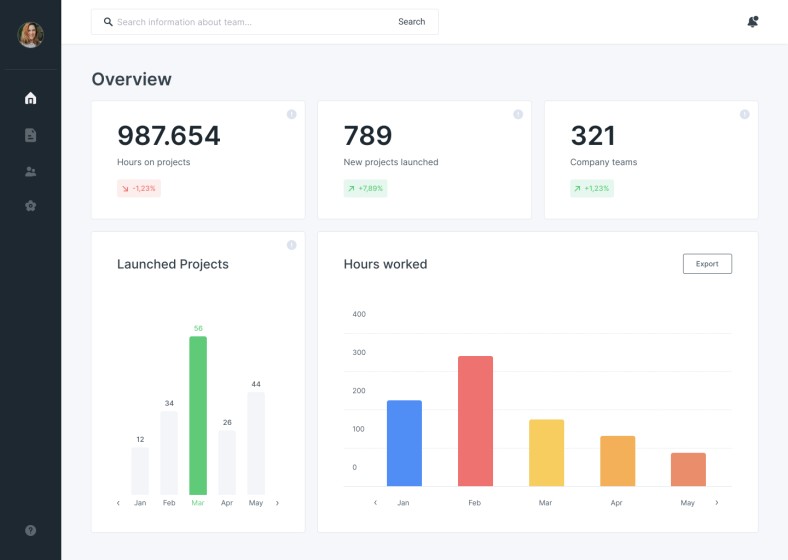 Search information about team...
Search
Overview
987.654
Hours on projects
-1,23%
789
New projects launched
+7,89%
321
Company teams
+1,23%
Launched Projects
56
44
34
26
12
Jan Feb Mar Apr May
Hours worked
Export
400
300
200
100
0
Jan Feb Mar Apr May